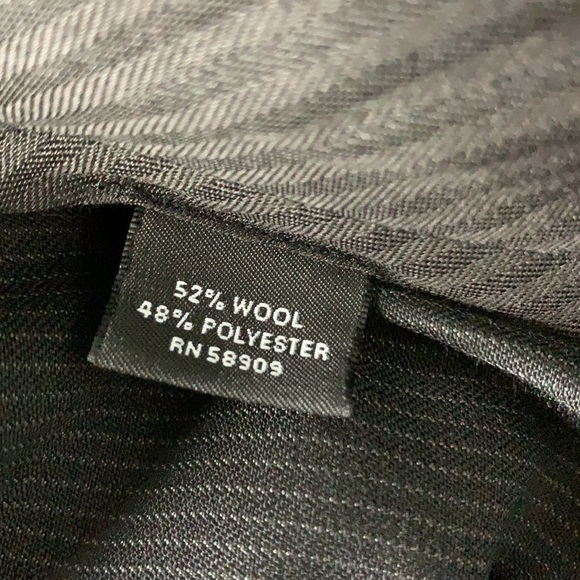 52% WOOL
48% POLYESTER
RN 58909